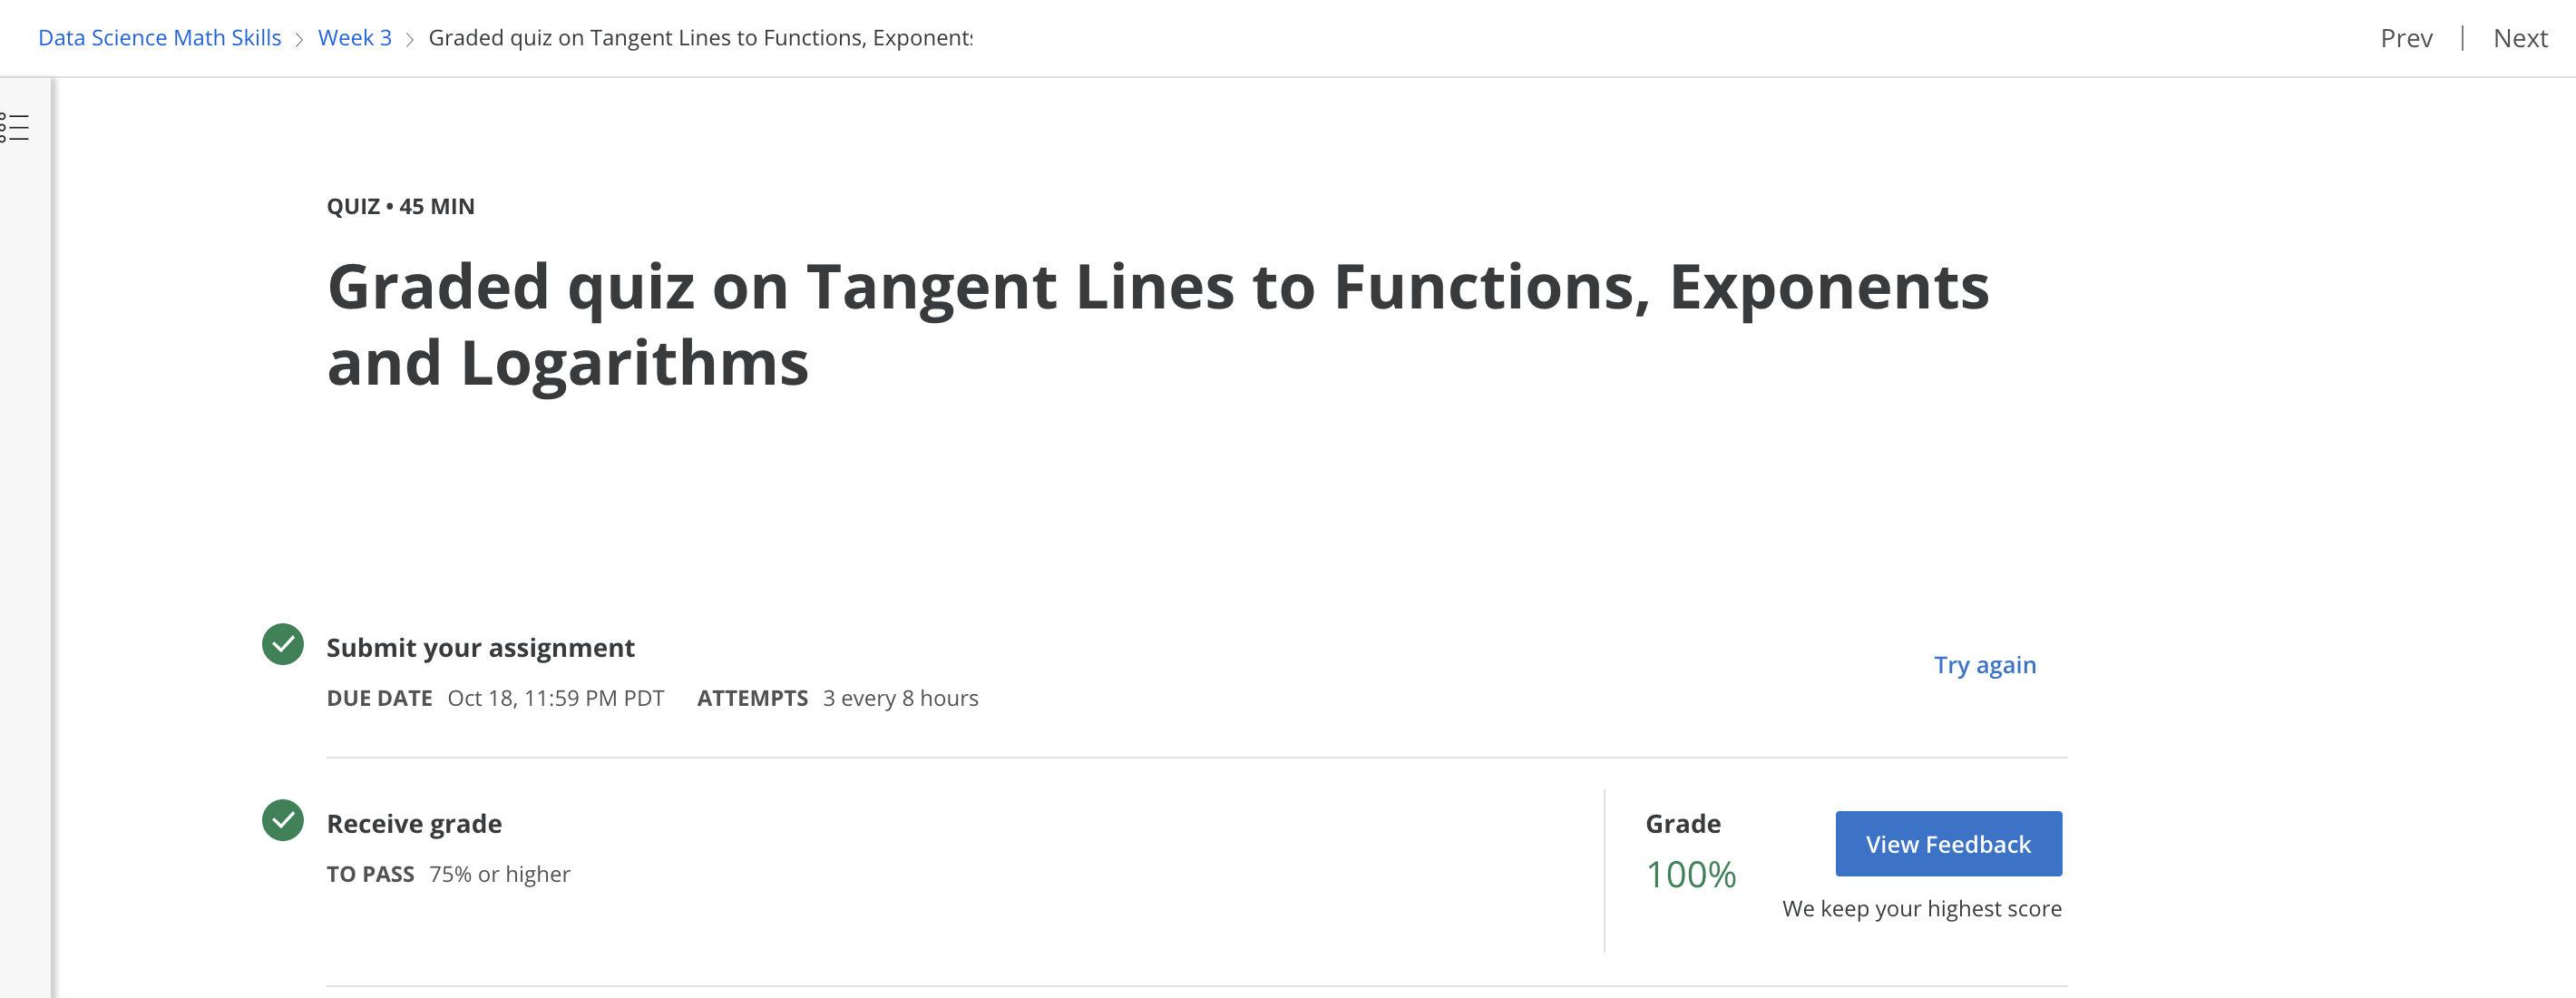 Data Science Math Skills > Week 3 > Graded quiz on Tangent Lines to Functions, Exponents
Prev | Next
QUIZ • 45 MIN
Graded quiz on Tangent Lines to Functions, Exponents
and Logarithms
Submit your assignment
Try again
DUE DATE Oct 18, 11:59 PM PDT ATTEMPTS 3 every 8 hours
Receive grade
Grade
View Feedback
TO PASS 75% or higher
100%
We keep your highest score